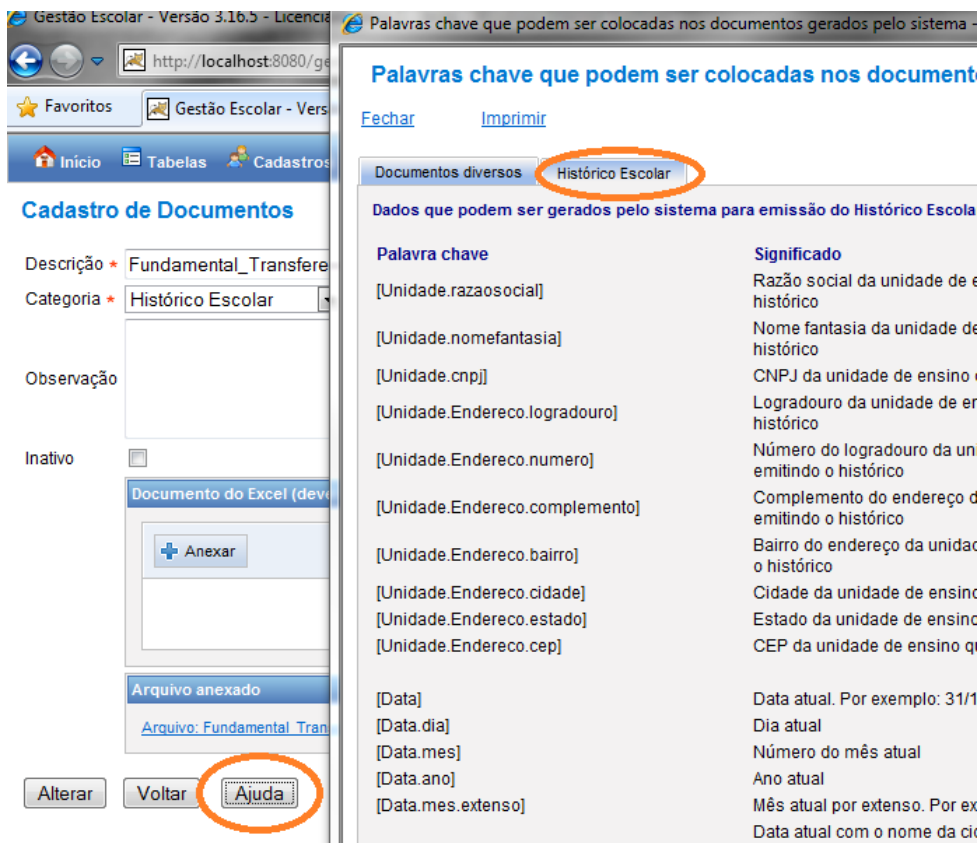 Gestão Escolar - Versão 3.16.5 - Licencia
http://localhost:8080/ge
Favoritos
Gestão Escolar - Vers
Início
Tabelas
Cadastros
Cadastro de Documentos
Descrição * Fundamental_Transfere
Categoria * Histórico Escolar
Observação
Inativo
Documento do Excel (deve
Anexar
Arquivo anexado
Arquivo: Fundamental_Tran
Alterar
Voltar
Ajuda
Palavras chave que podem ser colocadas nos documentos gerados pelo sistema -
Palavras chave que podem ser colocadas nos documento
Fechar
Imprimir
Documentos diversos
Histórico Escolar
Dados que podem ser gerados pelo sistema para emissão do Histórico Escola
Palavra chave
Significado
[Unidade.razaosocial]
Razão social da unidade de e
histórico
[Unidade.nomefantasia]
Nome fantasia da unidade de
histórico
[Unidade.cnpj]
CNPJ da unidade de ensino
[Unidade.Endereco.logradouro]
Logradouro da unidade de en
histórico
[Unidade.Endereco.numero]
Número do logradouro da uni
emitindo o histórico
[Unidade.Endereco.complemento]
Complemento do endereço d
emitindo o histórico
[Unidade.Endereco.bairro]
Bairro do endereço da unidad
o histórico
[Unidade.Endereco.cidade]
Cidade da unidade de ensino
[Unidade.Endereco.estado]
Estado da unidade de ensino
[Unidade.Endereco.cep]
CEP da unidade de ensino qu
[Data]
Data atual. Por exemplo: 31/1
[Data.dia]
Dia atual
[Data.mes]
Número do mês atual
[Data.ano]
Ano atual
[Data.mes.extenso]
Mês atual por extenso. Por ex
Data atual com o nome da cid